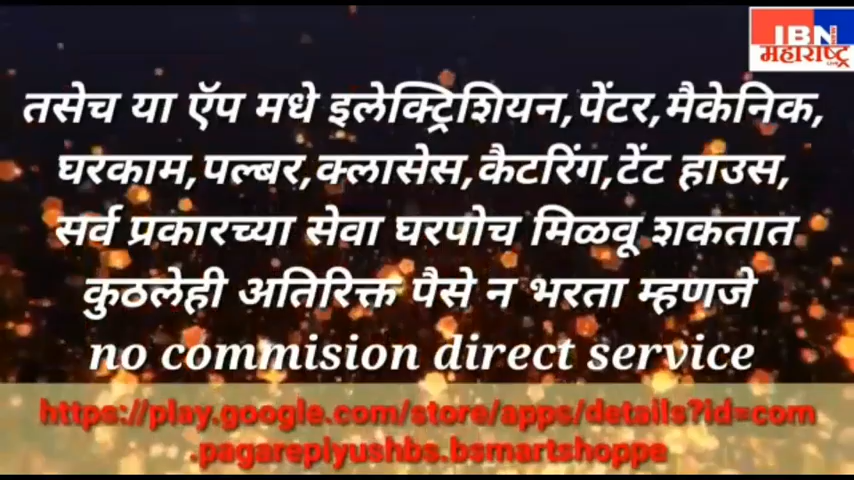 IBN
महाराष्ट्र
तसेच या ऍप मधे इलेक्ट्रिशियन,पेंटर,मैकेनिक,
घरकाम,पल्बर,क्लासेस,कैटरिंग,टेंट हाउस,
सर्व प्रकारच्या सेवा घरपोच मिळवू शकतात
कुठलेही अतिरिक्त पैसे न भरता म्हणजे
no commision direct service
https://play.google.com/store/apps/details?id=com
.pagarepiyushbs.bsmartshoppe